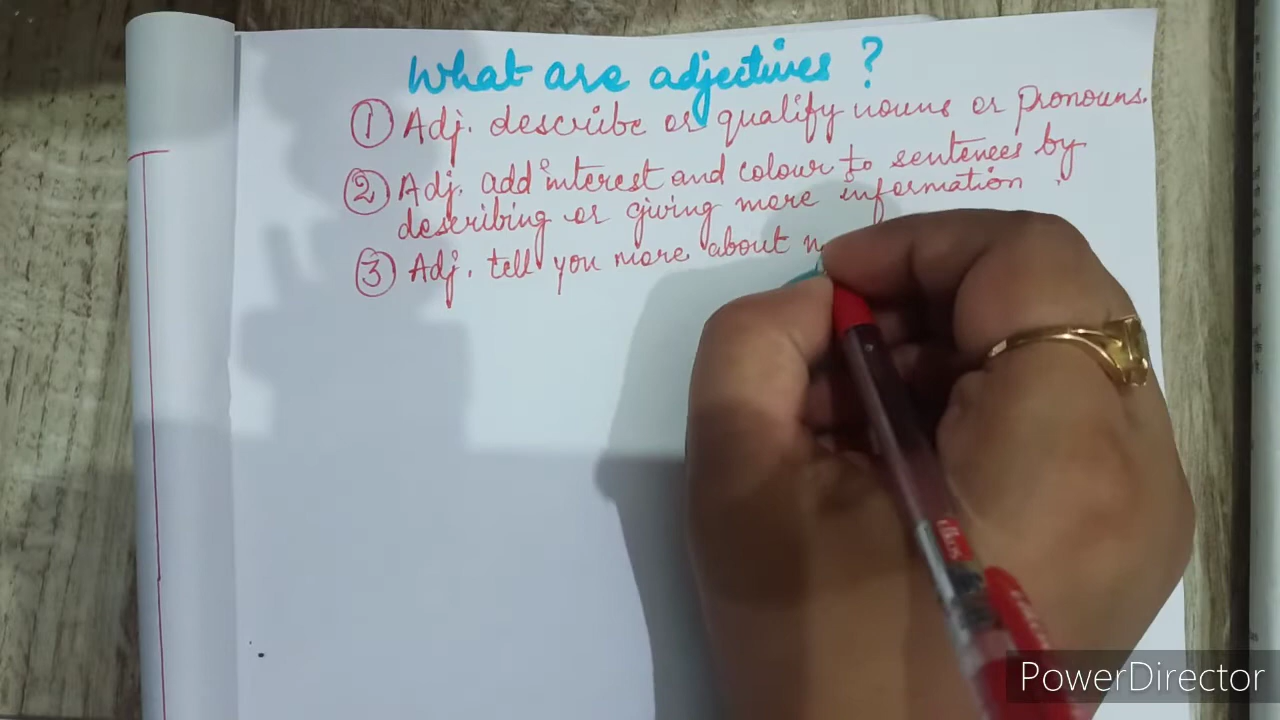 What are adjectives ?
① Adj. describe or qualify nouns or pronouns.
② Adj. add interest and colour to sentences by
describing or giving more information .
③ Adj. tell you more about n
PowerDirector